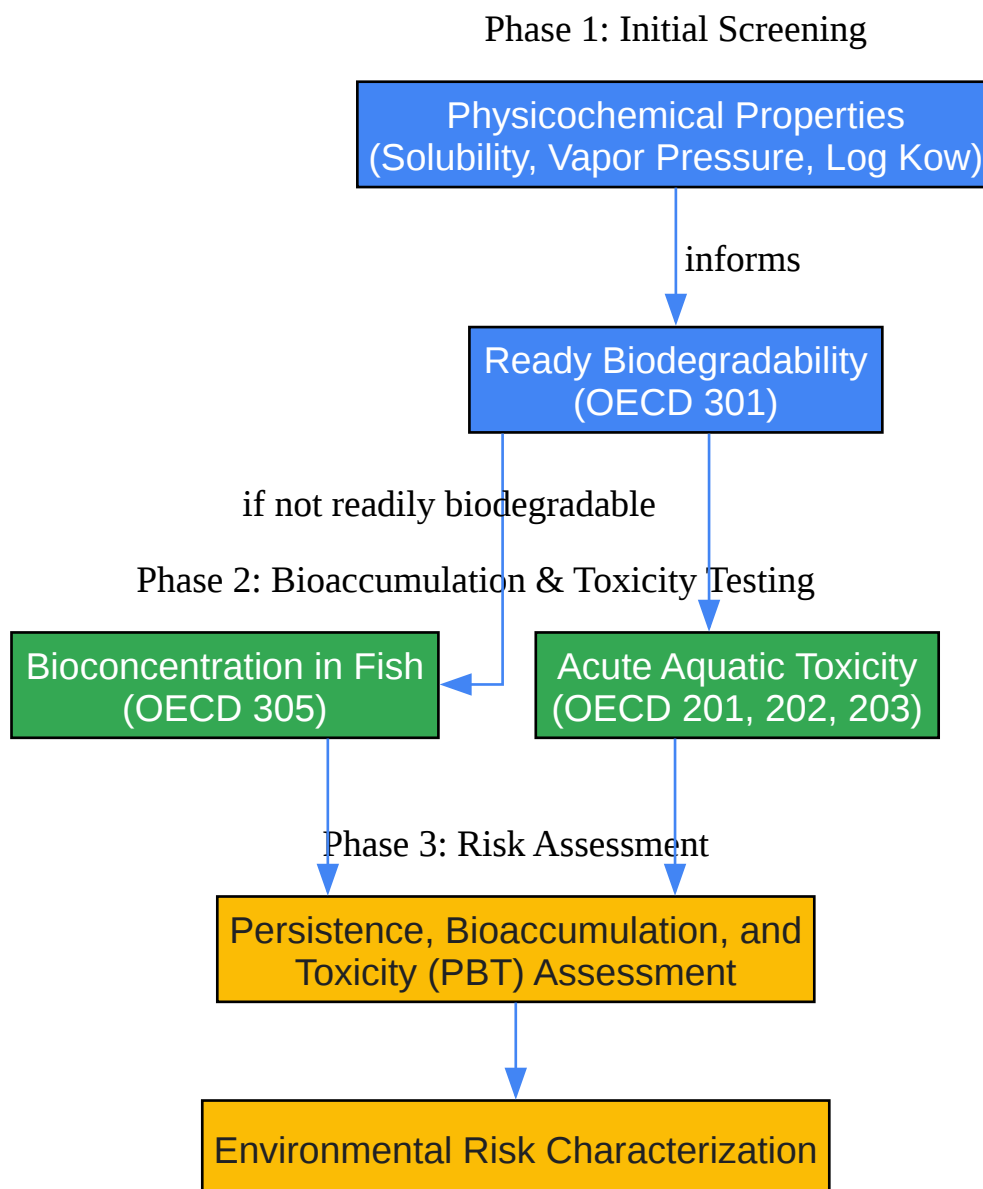 Phase 1: Initial Screening
Physicochemical Properties
(Solubility, Vapor Pressure, Log Kow)
informs
Ready Biodegradability
(OECD 301)
if not readily biodegradable
Phase 2: Bioaccumulation & Toxicity Testing
Bioconcentration in Fish
(OECD 305)
Acute Aquatic Toxicity
(OECD 201, 202, 203)
Phase 3: Risk Assessment
Persistence, Bioaccumulation, and
Toxicity (PBT) Assessment
Environmental Risk Characterization